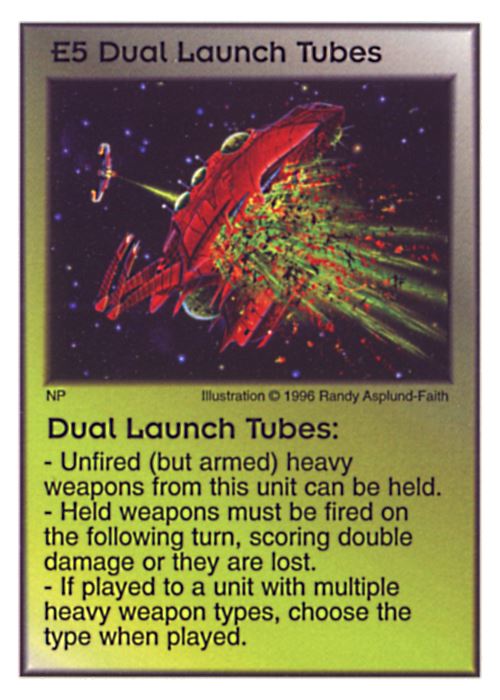 E5 Dual Launch Tubes
NP
Illustration © 1996 Randy Asplund-Faith
Dual Launch Tubes:
- Unfired (but armed) heavy
weapons from this unit can be held.
- Held weapons must be fired on
the following turn, scoring double
damage or they are lost.
- If played to a unit with multiple
heavy weapon types, choose the
type when played.